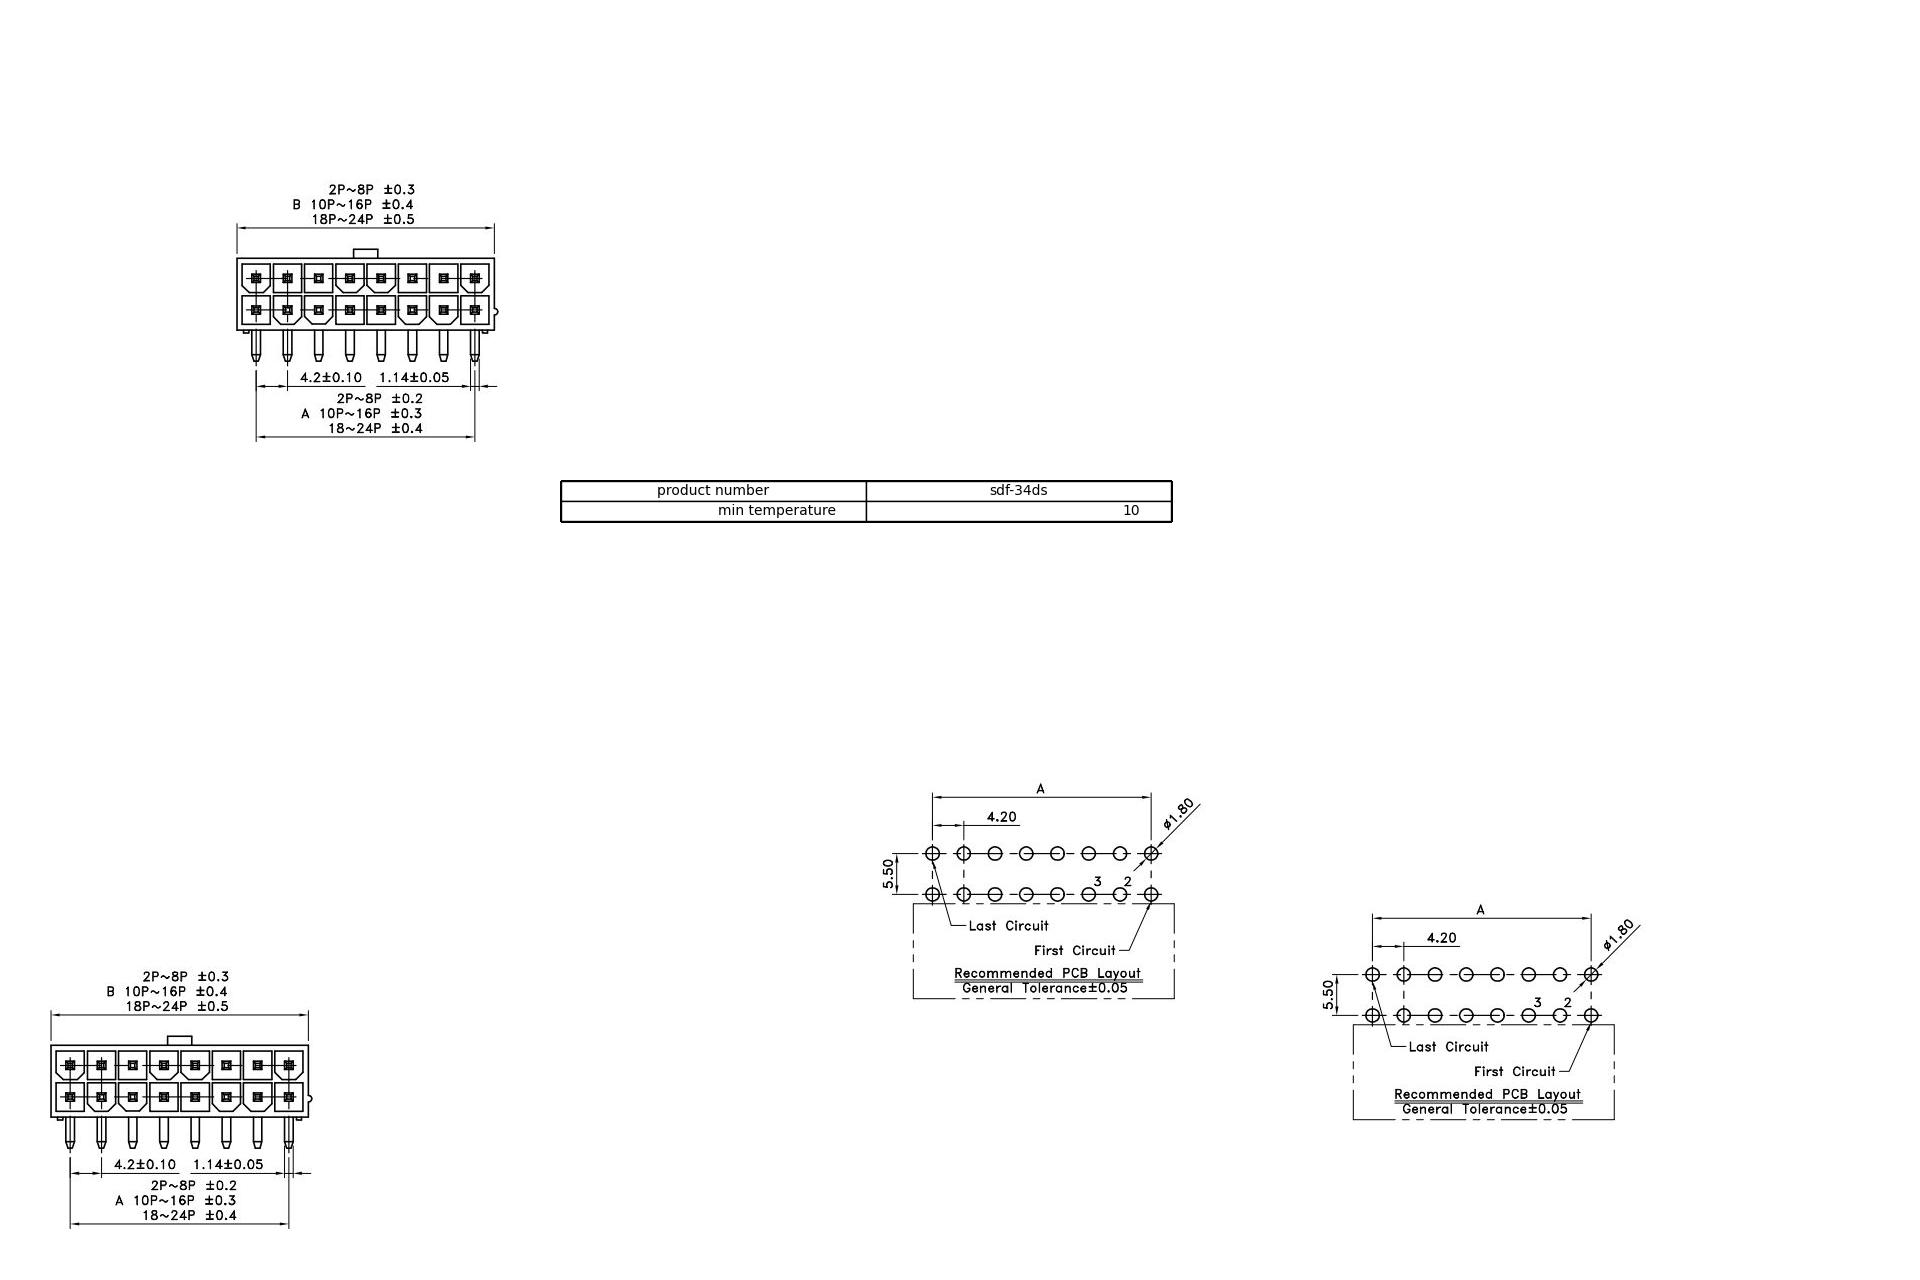 2P~8P ±0.3
B 10P~16P ±0.4
18P~24P ±0.5
4.2±0.10 1.14±0.05
2P~8P ±0.2
A 10P~16P ±0.3
18~24P ±0.4
product number sdf-34ds
min temperature 10
A
4.20
ø1.80
5.50
3 2
Last Circuit
First Circuit
Recommended PCB Layout
General Tolerance±0.05
A
4.20
ø1.80
5.50
3 2
Last Circuit
First Circuit
Recommended PCB Layout
General Tolerance±0.05
2P~8P ±0.3
B 10P~16P ±0.4
18P~24P ±0.5
4.2±0.10 1.14±0.05
2P~8P ±0.2
A 10P~16P ±0.3
18~24P ±0.4